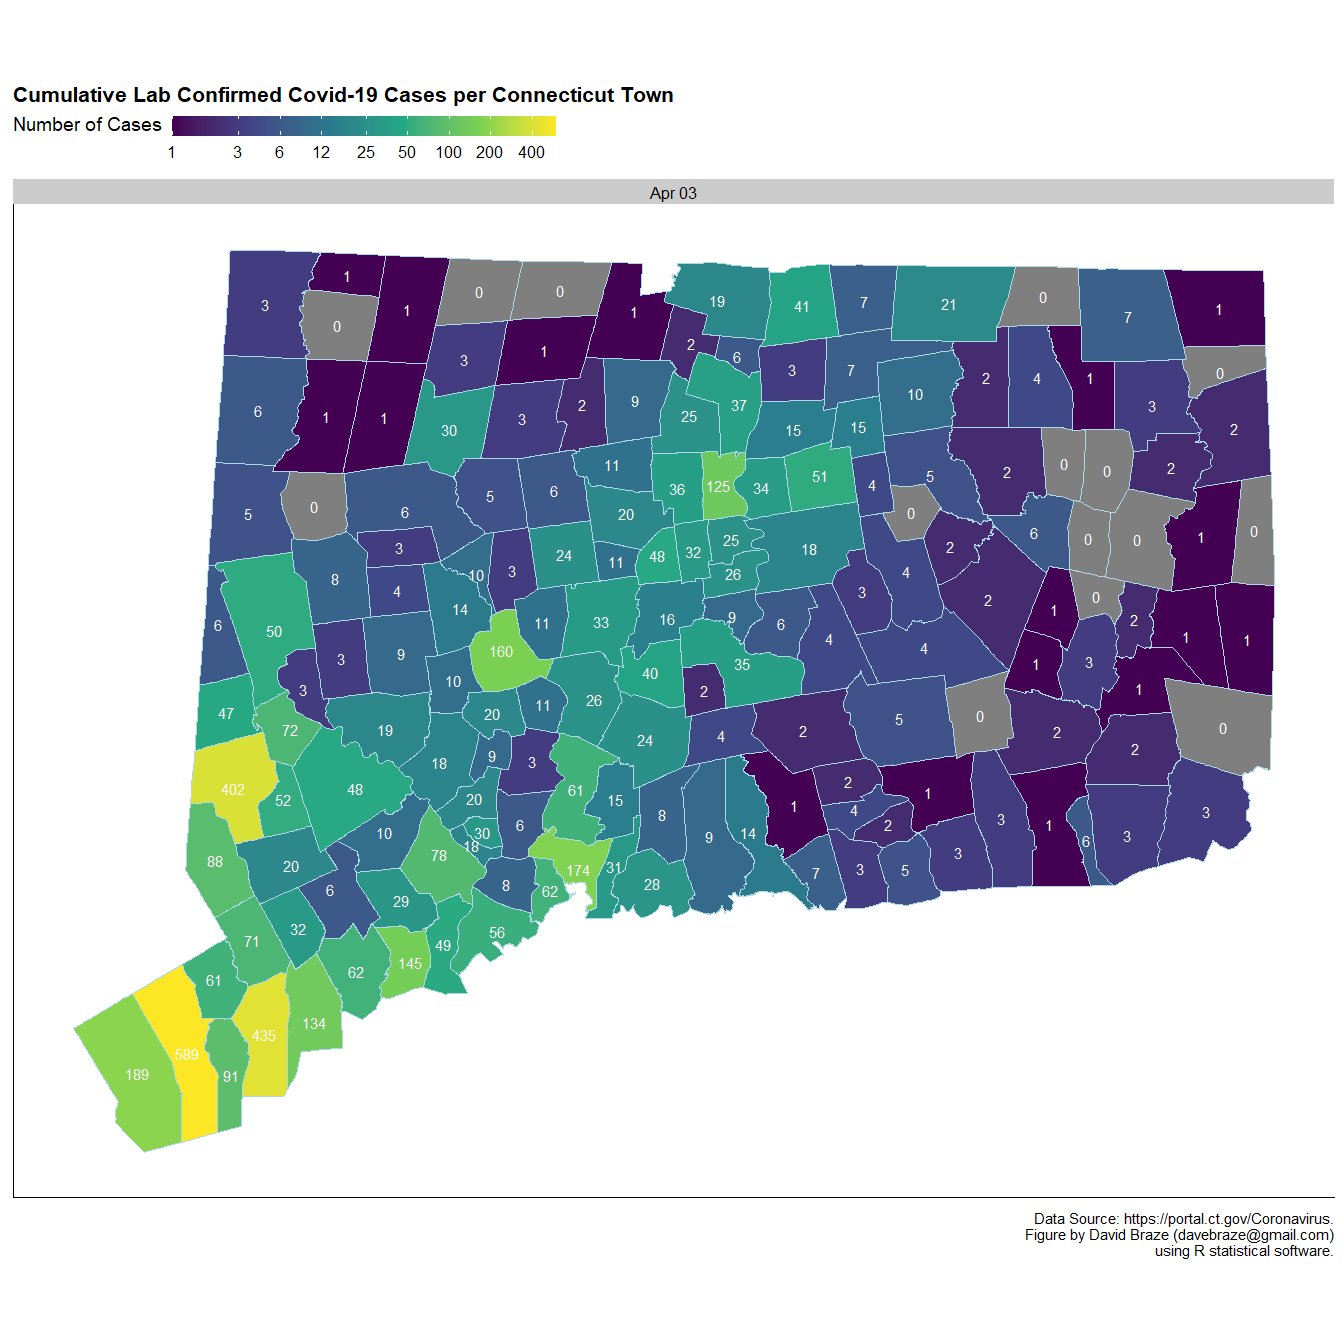 Cumulative Lab Confirmed Covid-19 Cases per Connecticut Town
Number of Cases
1 3 6 12 25 50 100 200 400
Apr 03
3 1 1 0 0 1 19 41 7 21 0 7 1
0 3 1 2 6 3 7 2 4 1 3 0
6 1 1 30 3 2 9 25 37 15 15 10 2
11 36 125 34 51 4 5 2 0 0 2
5 0 6 5 6 20 0 6 0 0 1 0
3 24 11 48 32 25 26 18 2
8 4 10 3 14 11 33 16 9 6 3 4 2 1 0 2 1 1
6 50 3 9 160 40 35 4 4 1 3
47 3 10 20 11 26 2 1
72 19 24 4 2 5 0 2 2 0
402 52 48 18 9 3 61 15 8 9 14 1 2 1 3 1 6 3 3
20 30 18 6 4 2
88 20 10 78 174 31 28 7 3 5 3
6 29 8 62
71 32 49 56
61 62 145
189 589 91 435 134
Data Source: https://portal.ct.gov/Coronavirus.
Figure by David Braze (davebraze@gmail.com)
using R statistical software.